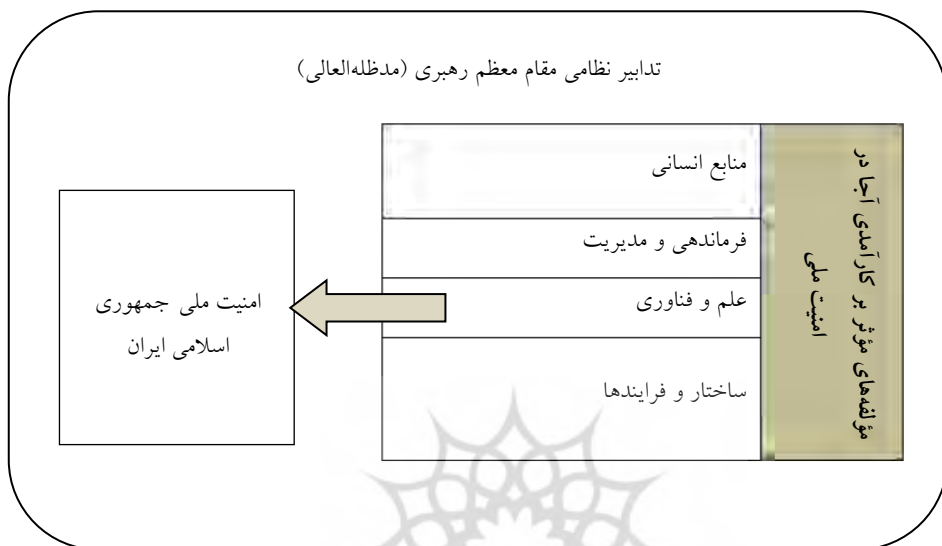 تدابیر نظامی مقام معظم رهبری (مدظله‌العالی)
مؤلفه‌های مؤثر بر کارآمدی آجا در
امنیت ملی
منابع انسانی
فرماندهی و مدیریت
علم و فناوری
ساختار و فرایندها
امنیت ملی جمهوری
اسلامی ایران